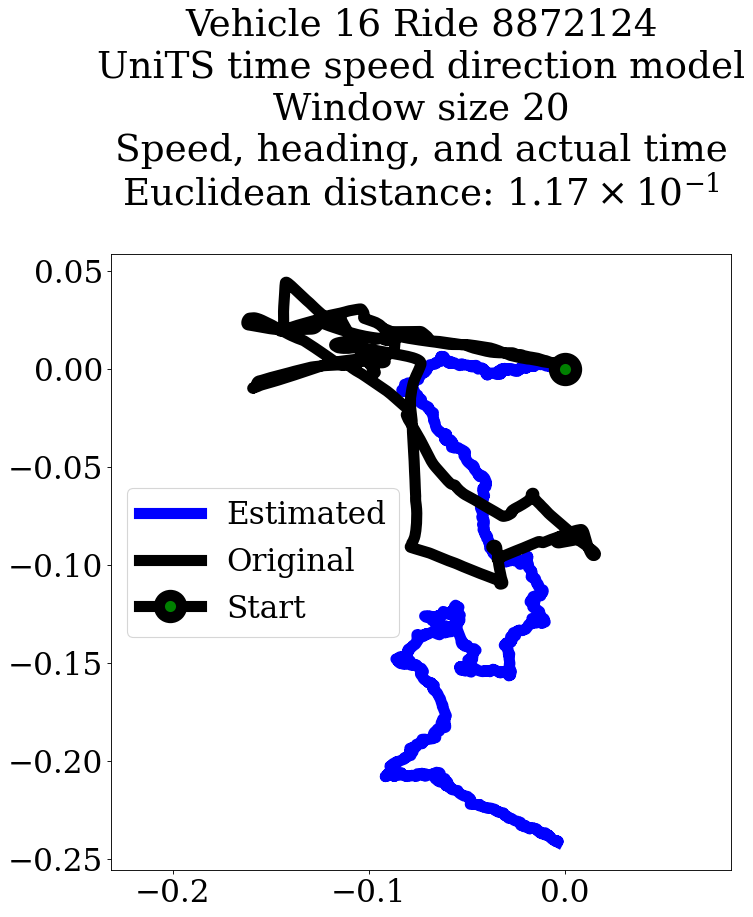 Vehicle 16 Ride 8872124
UniTS time speed direction model
Window size 20
Speed, heading, and actual time
Euclidean distance: 1.17 × 10⁻¹
0.05
0.00
−0.05
−0.10
−0.15
−0.20
−0.25
Estimated
Original
Start
−0.2
−0.1
0.0